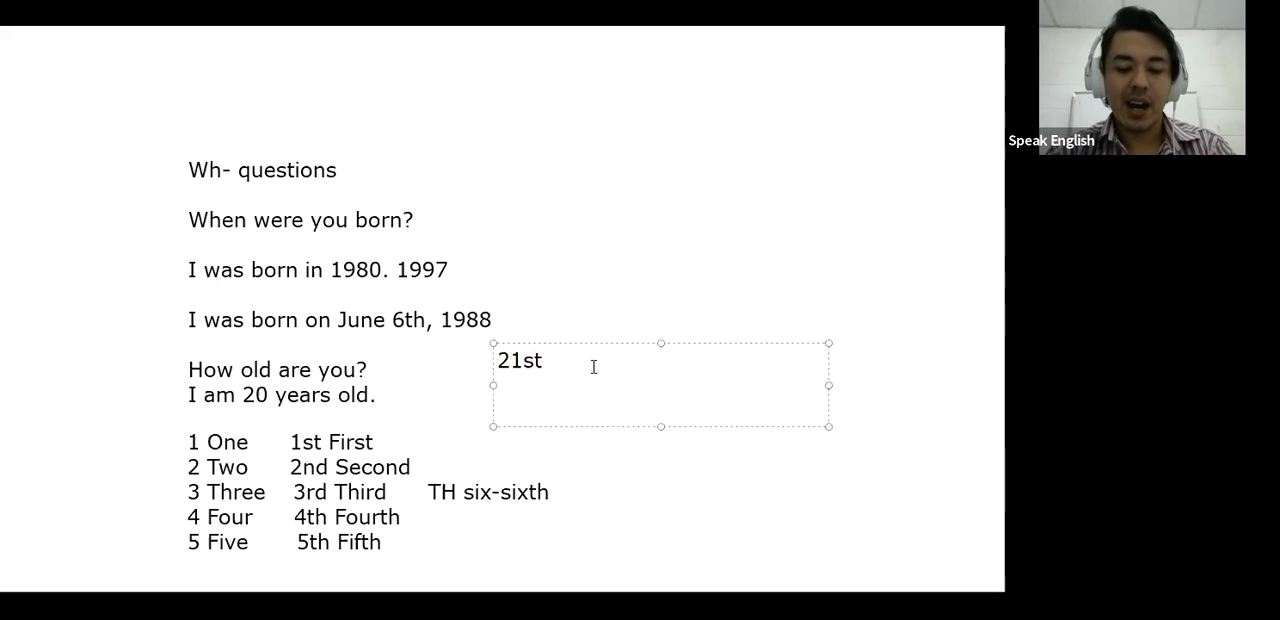 Wh- questions
When were you born?
I was born in 1980. 1997
I was born on June 6th, 1988
How old are you?
I am 20 years old.
21st
1 One 1st First
2 Two 2nd Second
3 Three 3rd Third TH six-sixth
4 Four 4th Fourth
5 Five 5th Fifth
Speak English